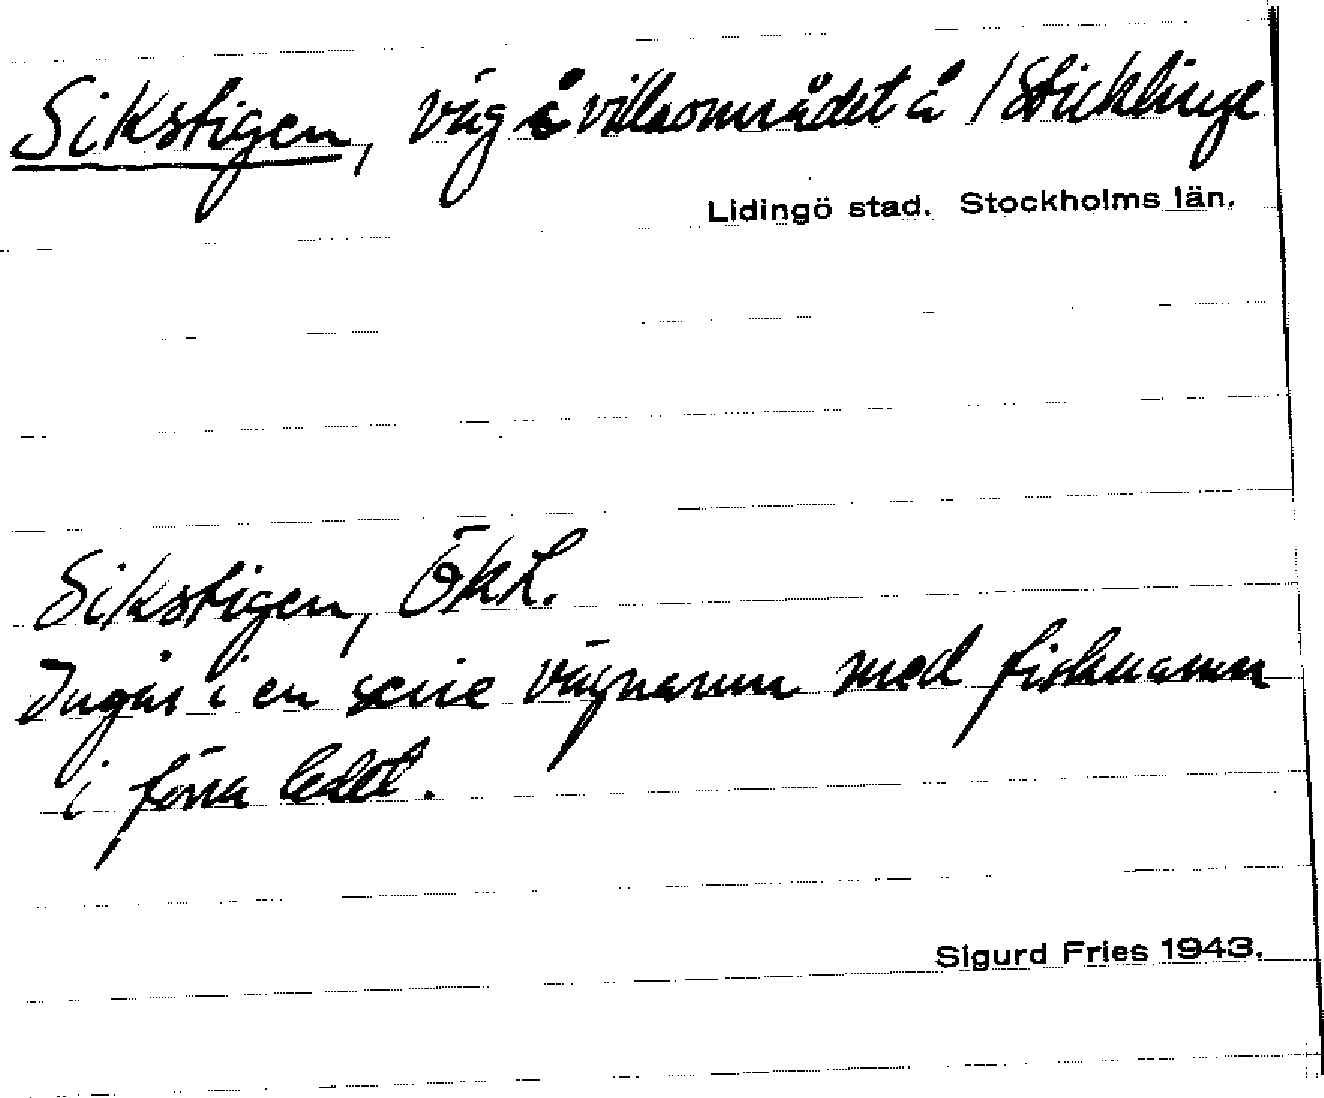 Sikstigen, väg å villaområdet å /Sticklinge
Lidingö stad. Stockholms län.
Sikstigen, ÖkL.
Ingår i en serie vägnamn med fisknamn
i förra ledet.
Sigurd Fries 1943.